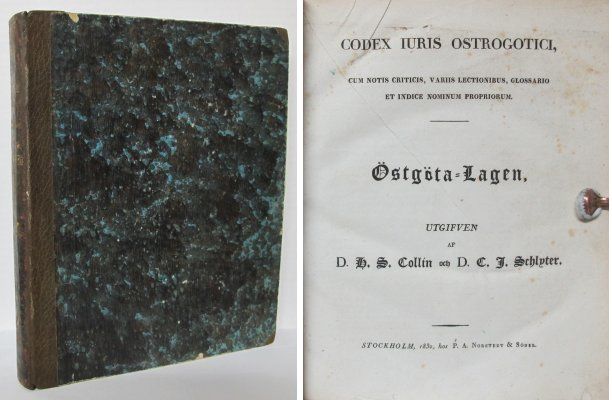 CODEX IURIS OSTROGOTICI,
CUM NOTIS CRITICIS, VARIIS LECTIONIBUS, GLOSSARIO
ET INDICE NOMINUM PROPRIORUM.
Östgöta-Lagen,
UTGIFVEN
AF
D. H. S. Collin och D. C. J. Schlyter.
STOCKHOLM, 1830, hos P. A. NORSTEDT & SÖNER.